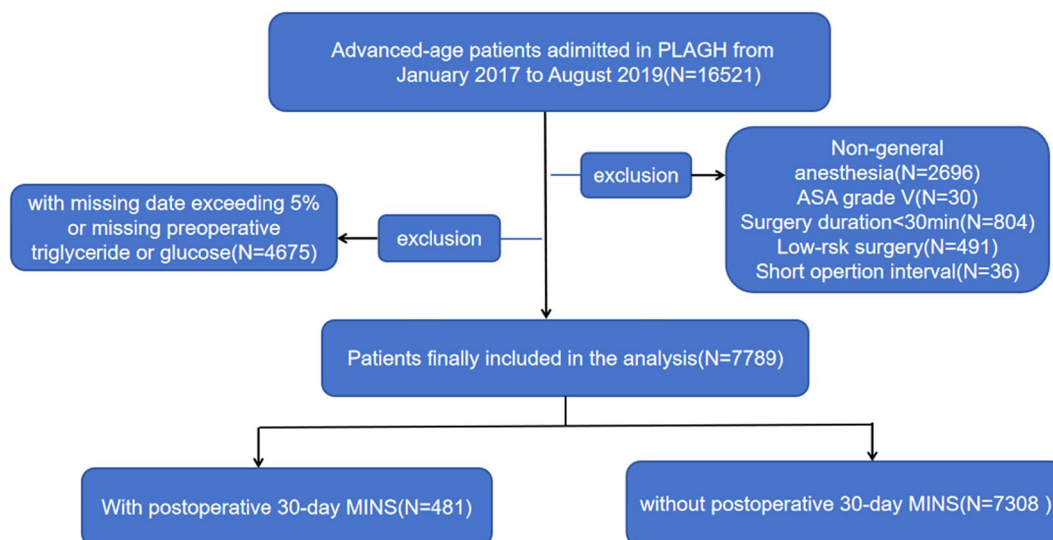 Advanced-age patients adimitted in PLAGH from
January 2017 to August 2019(N=16521)
exclusion
Non-general
anesthesia(N=2696)
ASA grade V(N=30)
Surgery duration<30min(N=804)
Low-rsk surgery(N=491)
Short opertion interval(N=36)
with missing date exceeding 5%
or missing preoperative
triglyceride or glucose(N=4675)
exclusion
Patients finally included in the analysis(N=7789)
With postoperative 30-day MINS(N=481)
without postoperative 30-day MINS(N=7308 )